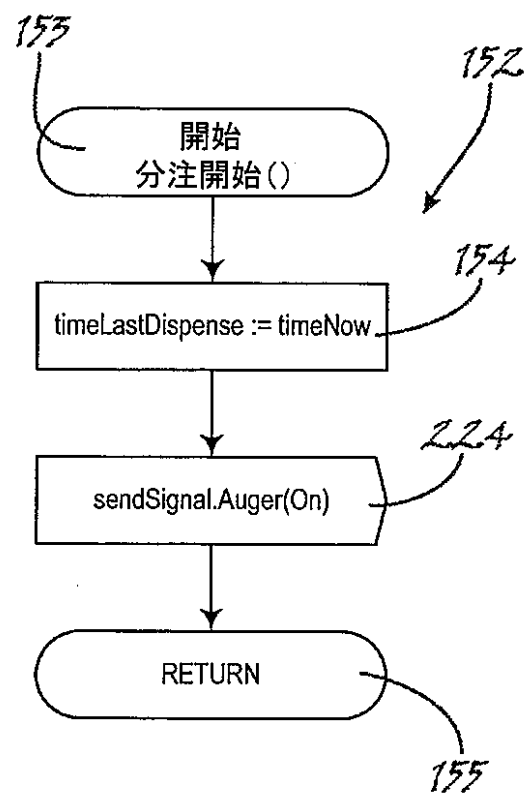 153
152
開始
分注開始()
154
timeLastDispense := timeNow
224
sendSignal.Auger(On)
RETURN
155